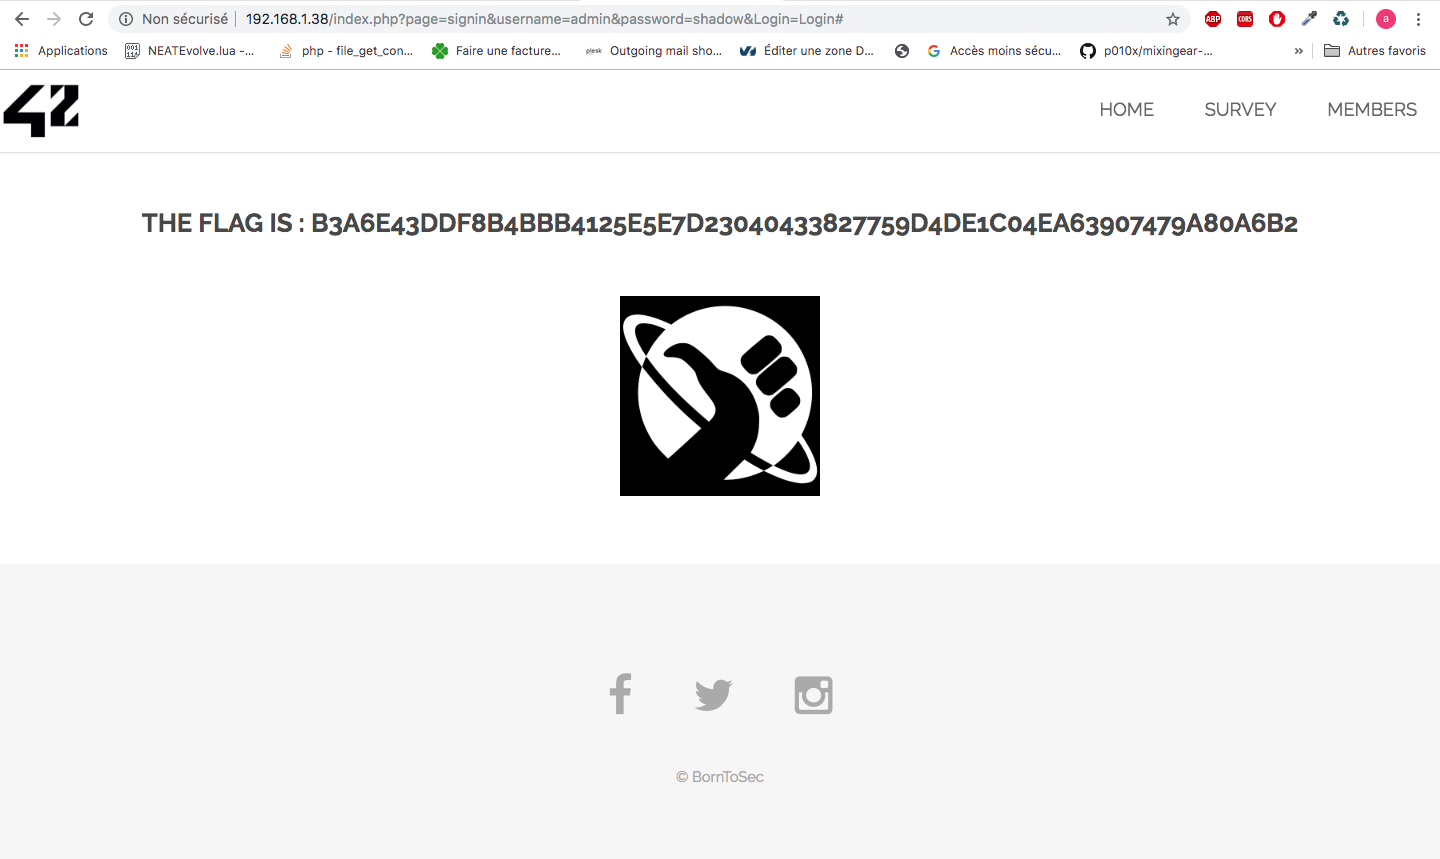 Non sécurisé 192.168.1.38/index.php?page=signin&username=admin&password=shadow&Login=Login# ABP CORS a
Applications NEATEvolve.lua -... php - file_get_con... Faire une facture... plesk Outgoing mail sho... Éditer une zone D... Accès moins sécu... p010x/mixingear-... » Autres favoris
42 HOME SURVEY MEMBERS
THE FLAG IS : B3A6E43DDF8B4BBB4125E5E7D23040433827759D4DE1C04EA63907479A80A6B2
© BornToSec